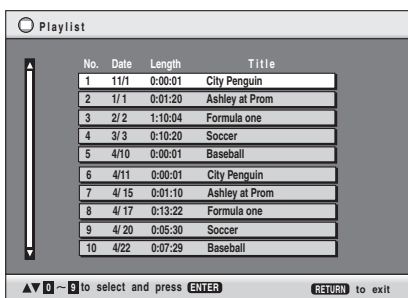 Playlist
No. Date Length Title
1 11/1 0:00:01 City Penguin
2 1/1 0:01:20 Ashley at Prom
3 2/2 1:10:04 Formula one
4 3/3 0:10:20 Soccer
5 4/10 0:00:01 Baseball
6 4/11 0:00:01 City Penguin
7 4/15 0:01:10 Ashley at Prom
8 4/17 0:13:22 Formula one
9 4/20 0:05:30 Soccer
10 4/22 0:07:29 Baseball
▲▼ 0 ~ 9 to select and press ENTER RETURN to exit